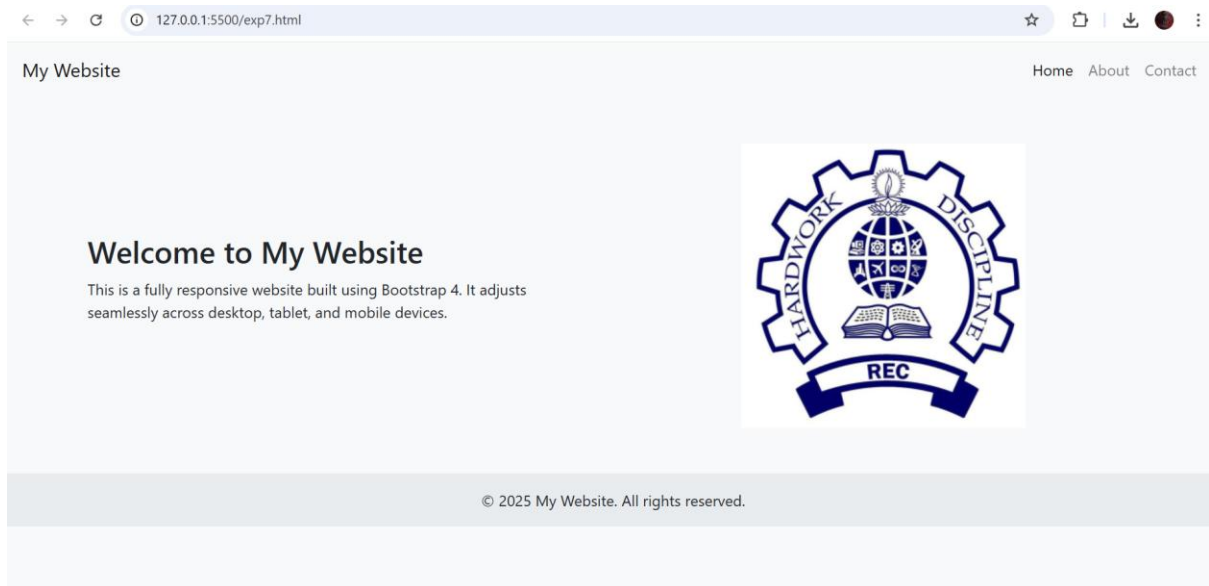 127.0.0.1:5500/exp7.html
My Website
Home About Contact
Welcome to My Website
This is a fully responsive website built using Bootstrap 4. It adjusts
seamlessly across desktop, tablet, and mobile devices.
HARDWORK
DISCIPLINE
REC
© 2025 My Website. All rights reserved.